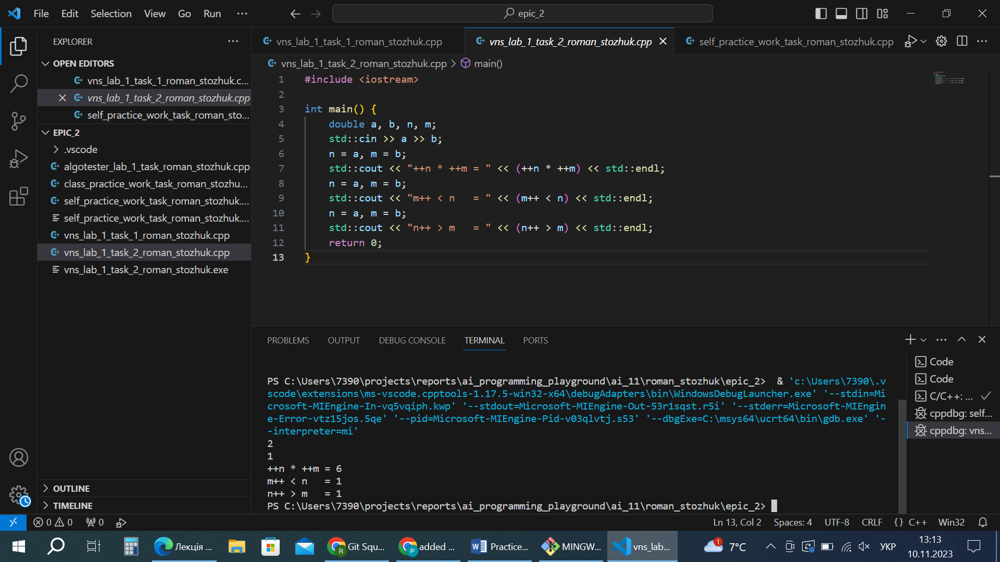 File Edit Selection View Go Run ··· epic_2
EXPLORER ···
OPEN EDITORS
vns_lab_1_task_1_roman_stozhuk.c...
vns_lab_1_task_2_roman_stozhuk.cpp
self_practice_work_task_roman_sto...
EPIC_2
.vscode
algotester_lab_1_task_roman_stozhuk.cpp
class_practice_work_task_roman_stozhu...
self_practice_work_task_roman_stozhuk....
self_practice_work_task_roman_stozhuk....
vns_lab_1_task_1_roman_stozhuk.cpp
vns_lab_1_task_2_roman_stozhuk.cpp
vns_lab_1_task_2_roman_stozhuk.exe
OUTLINE
TIMELINE
vns_lab_1_task_1_roman_stozhuk.cpp vns_lab_1_task_2_roman_stozhuk.cpp self_practice_work_task_roman_stozhuk.cpp
vns_lab_1_task_2_roman_stozhuk.cpp > main()
1 #include <iostream>
2
3 int main() {
4 double a, b, n, m;
5 std::cin >> a >> b;
6 n = a, m = b;
7 std::cout << "++n * ++m = " << (++n * ++m) << std::endl;
8 n = a, m = b;
9 std::cout << "m++ < n   = " << (m++ < n) << std::endl;
10 n = a, m = b;
11 std::cout << "n++ > m   = " << (n++ > m) << std::endl;
12 return 0;
13 }
PROBLEMS OUTPUT DEBUG CONSOLE TERMINAL PORTS
PS C:\Users\7390\projects\reports\ai_programming_playground\ai_11\roman_stozhuk\epic_2>  & 'c:\Users\7390\.v
scode\extensions\ms-vscode.cpptools-1.17.5-win32-x64\debugAdapters\bin\WindowsDebugLauncher.exe' '--stdin=Mi
crosoft-MIEngine-In-vq5vqiph.kwp' '--stdout=Microsoft-MIEngine-Out-53r1sqst.r5i' '--stderr=Microsoft-MIEngin
e-Error-vtz15jos.5qe' '--pid=Microsoft-MIEngine-Pid-v03qlvtj.s53' '--dbgExe=C:\msys64\ucrt64\bin\gdb.exe' '-
-interpreter=mi'
2
1
++n * ++m = 6
m++ < n   = 1
n++ > m   = 1
PS C:\Users\7390\projects\reports\ai_programming_playground\ai_11\roman_stozhuk\epic_2>
Code
Code
C/C++: ...
cppdbg: self...
cppdbg: vns...
0 0 0 Ln 13, Col 2 Spaces: 4 UTF-8 CRLF {} C++ Win32
Лекція ... Git Squ... added ... Practice... MINGW... vns_lab... 1 7°C УКР
13:13
10.11.2023